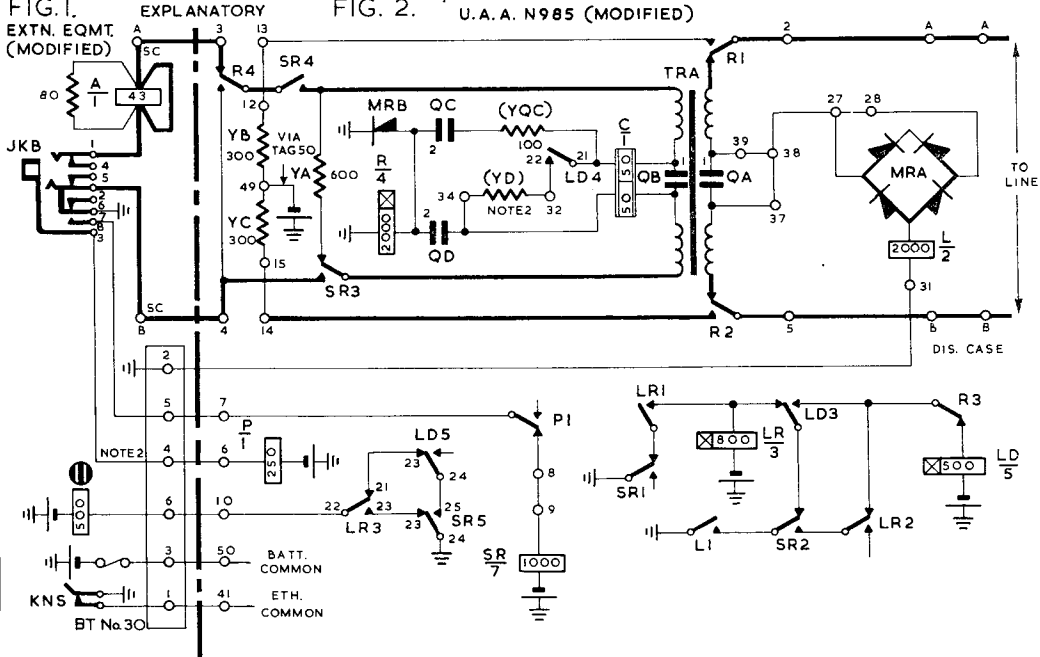 FIG.1. EXPLANATORY FIG. 2. U.A.A. N985 (MODIFIED)
EXTN. EQMT.
(MODIFIED)
A 3 13 2 A A
SC
R4 SR4 R1
TRA
80 A/1 43
12
MRB QC (YQC) C/1
2 100
27 28
JKB
1
4
5
2
6
7
8
3
YB
300
VIA
TAG50
YA 600
R/4
22 21
LD4
50
50
QB 1
1 QA
39 38
MRA
TO
LINE
49
34 (YD)
NOTE2 32
37
YC
300
2000
2
QD
2000 L/2
15
SR3
31
SC
B 4 14 R2 5 B B
DIS. CASE
2
5 7 P1
LR1 LD3 R3
NOTE2 4 6 P/1 250
LD5
23 24
800 LR/3
500 LD/5
21
8
SR1
500 6 10 22 23 23 25
LR3 SR5
24
9
L1 SR2 LR2
3 50 BATT.
COMMON
SR/7 1000
KNS 1 41 ETH.
COMMON
BT No.30